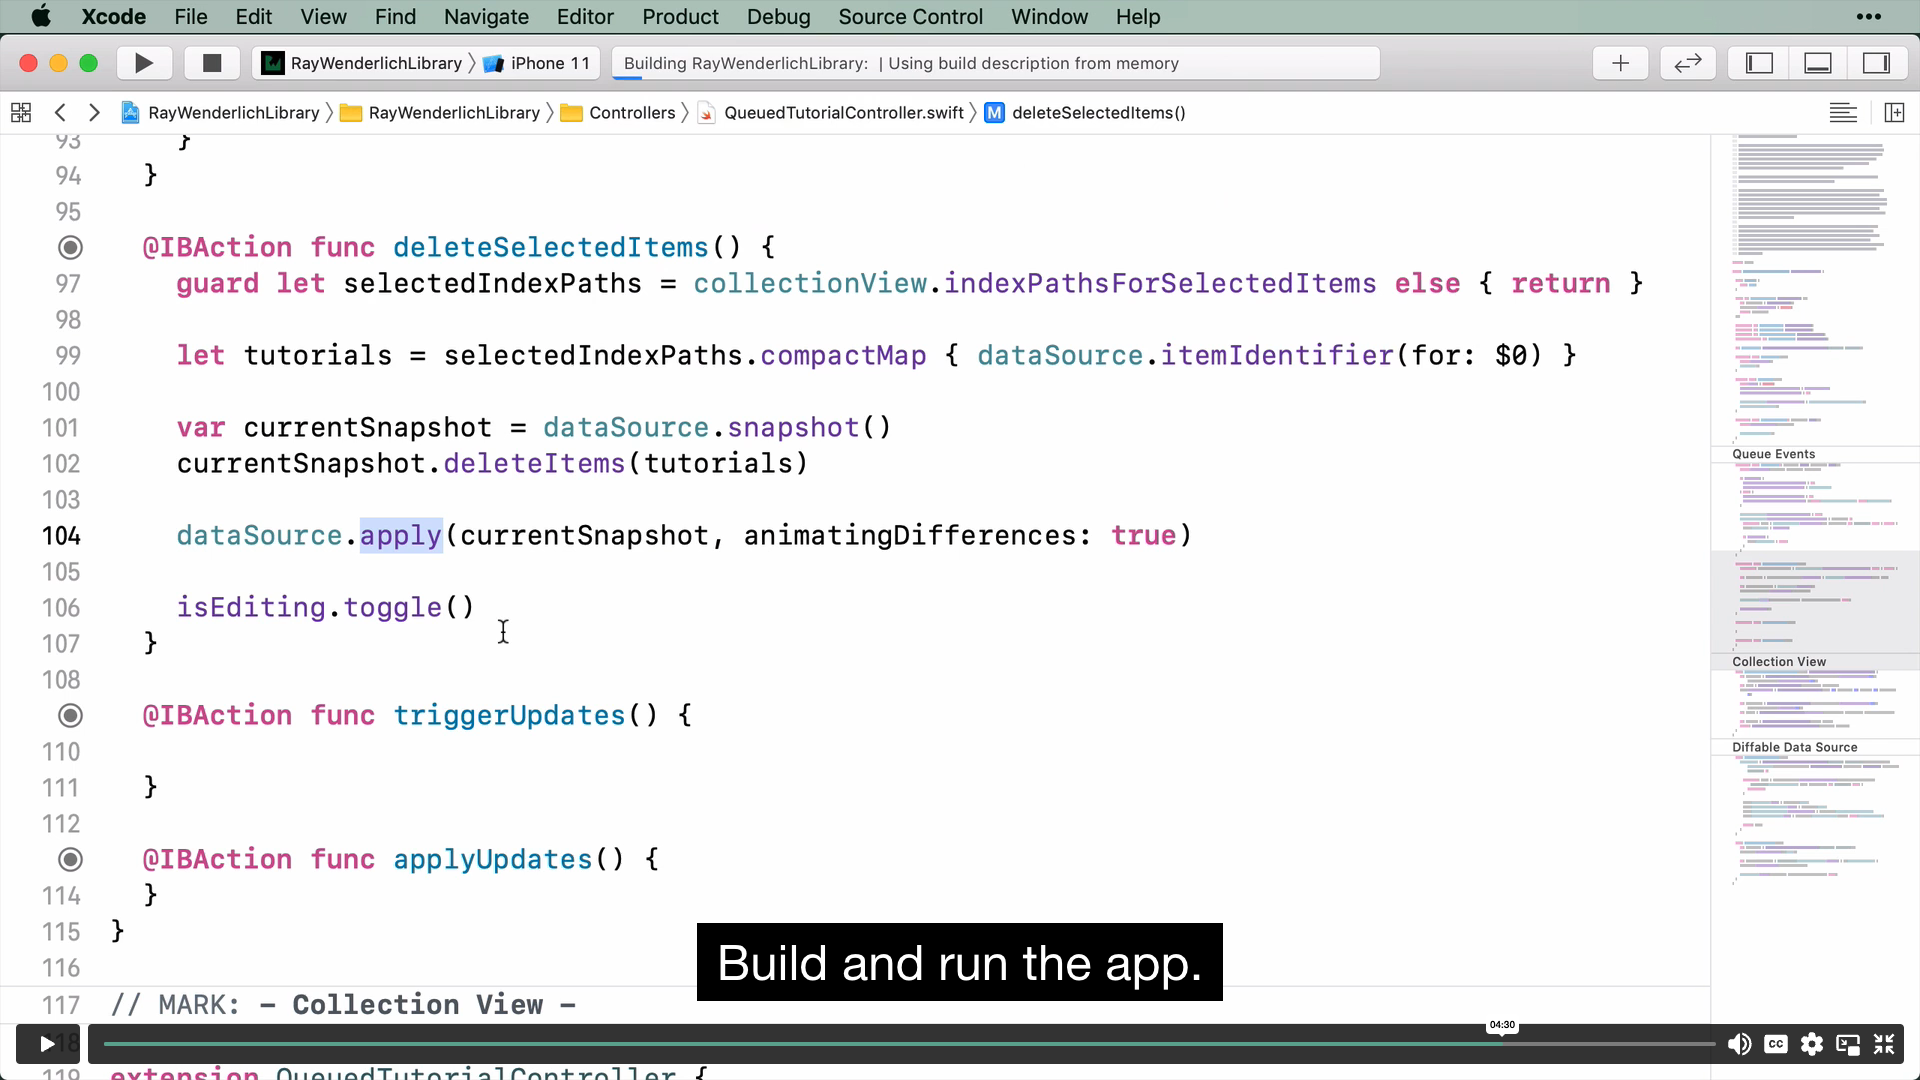 Xcode File Edit View Find Navigate Editor Product Debug Source Control Window Help •••
RayWenderlichLibrary 〉 iPhone 11
Building RayWenderlichLibrary: | Using build description from memory
RayWenderlichLibrary 〉 RayWenderlichLibrary 〉 Controllers 〉 QueuedTutorialController.swift 〉 M deleteSelectedItems()
93 }
94 }
95
@IBAction func deleteSelectedItems() {
97 guard let selectedIndexPaths = collectionView.indexPathsForSelectedItems else { return }
98
99 let tutorials = selectedIndexPaths.compactMap { dataSource.itemIdentifier(for: $0) }
100
101 var currentSnapshot = dataSource.snapshot()
102 currentSnapshot.deleteItems(tutorials)
103
104 dataSource.apply(currentSnapshot, animatingDifferences: true)
105
106 isEditing.toggle()
107 }
108
@IBAction func triggerUpdates() {
110
111 }
112
@IBAction func applyUpdates() {
114 }
115 }
116
117 // MARK: - Collection View -
118
119 extension QueuedTutorialController {
Queue Events
Collection View
Diffable Data Source
Build and run the app.
04:30
CC